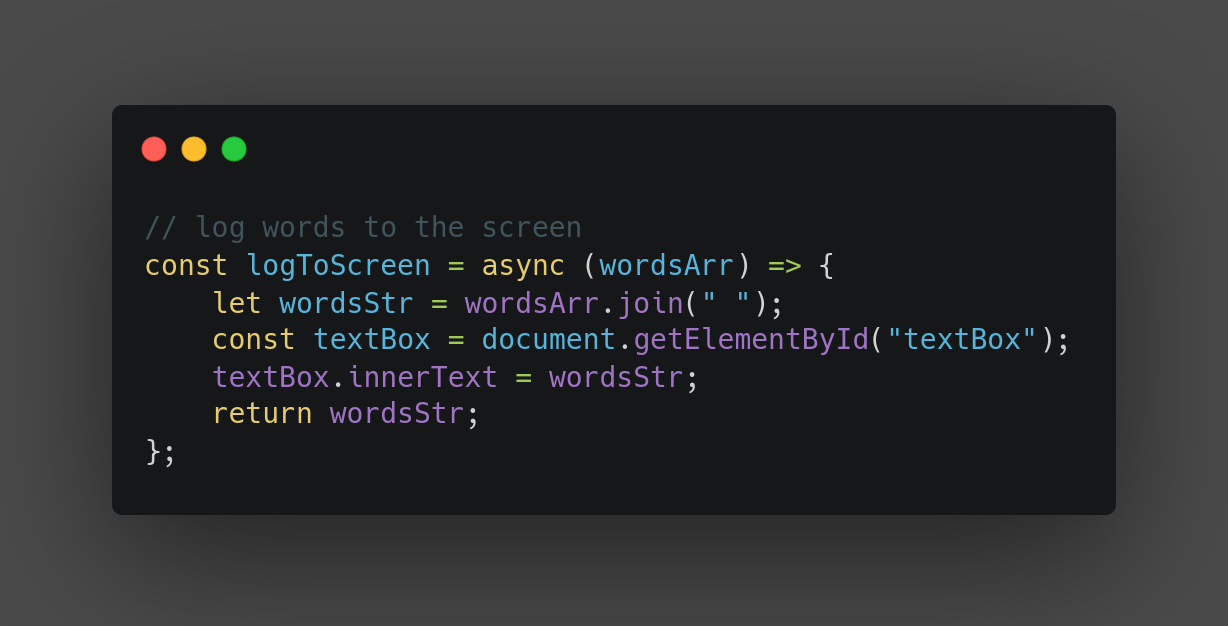 // log words to the screen
const logToScreen = async (wordsArr) => {
    let wordsStr = wordsArr.join(" ");
    const textBox = document.getElementById("textBox");
    textBox.innerText = wordsStr;
    return wordsStr;
};